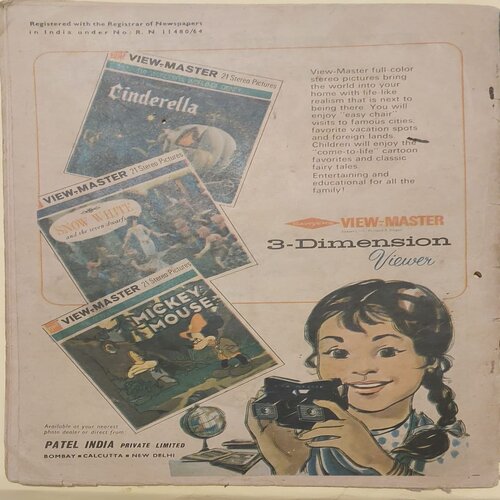 Registered with the Registrar of Newspapers
in India under No: R. N. 11480/64
VIEW-MASTER 21 Stereo Pictures
Cinderella
VIEW-MASTER 21 Stereo Pictures
SNOW WHITE
and the seven dwarfs
VIEW-MASTER 21 Stereo Pictures
MICKEY
MOUSE
View-Master full color
stereo pictures bring
the world into your
home with life-like
realism that is next to
being there. You will
enjoy "easy chair"
visits to famous cities,
favorite vacation spots
and foreign lands.
Children will enjoy the
"come-to-life" cartoon
favorites and classic
fairy tales.
Entertaining and
educational for all the
family!
VIEW-MASTER
3-Dimension
Viewer
Available at your nearest
photo dealer or direct from:
PATEL INDIA PRIVATE LIMITED
BOMBAY • CALCUTTA • NEW DELHI